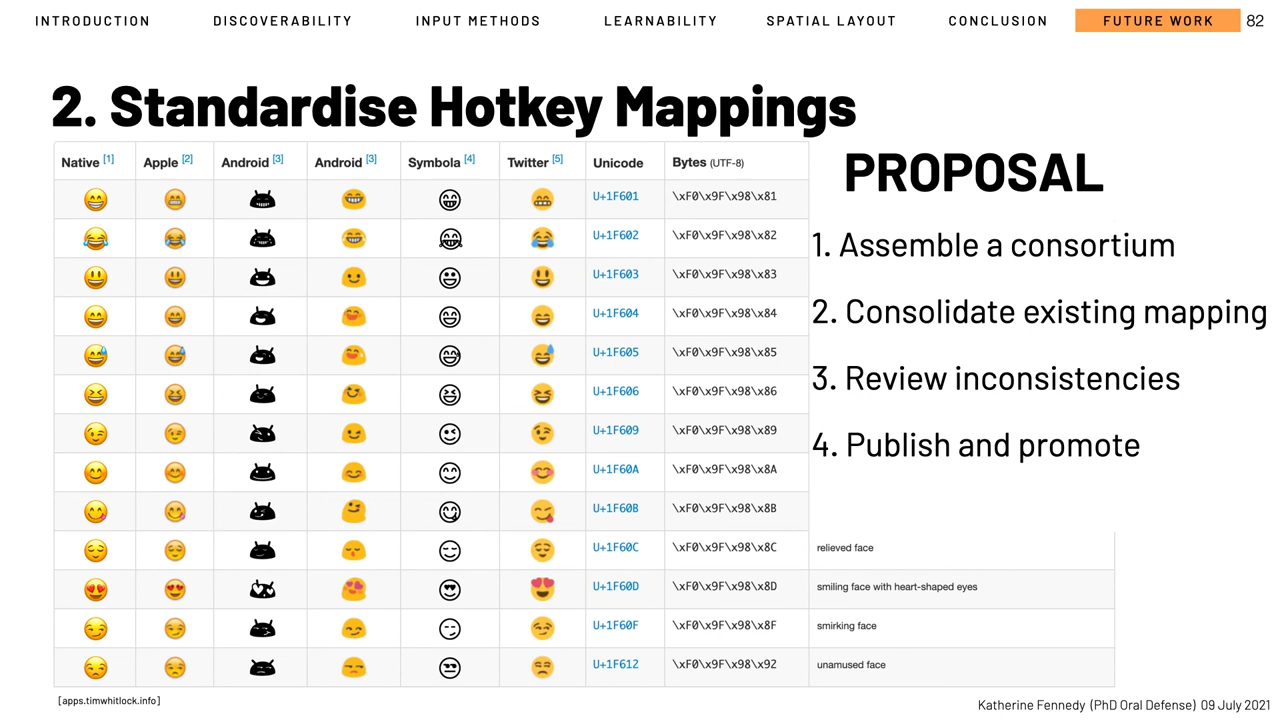 INTRODUCTION DISCOVERABILITY INPUT METHODS LEARNABILITY SPATIAL LAYOUT CONCLUSION FUTURE WORK 82
2. Standardise Hotkey Mappings
Native [1] Apple [2] Android [3] Android [3] Symbola [4] Twitter [5] Unicode Bytes (UTF-8)
U+1F601 \xF0\x9F\x98\x81
U+1F602 \xF0\x9F\x98\x82
U+1F603 \xF0\x9F\x98\x83
U+1F604 \xF0\x9F\x98\x84
U+1F605 \xF0\x9F\x98\x85
U+1F606 \xF0\x9F\x98\x86
U+1F609 \xF0\x9F\x98\x89
U+1F60A \xF0\x9F\x98\x8A
U+1F60B \xF0\x9F\x98\x8B
U+1F60C \xF0\x9F\x98\x8C relieved face
U+1F60D \xF0\x9F\x98\x8D smiling face with heart-shaped eyes
U+1F60F \xF0\x9F\x98\x8F smirking face
U+1F612 \xF0\x9F\x98\x92 unamused face
PROPOSAL
1. Assemble a consortium
2. Consolidate existing mapping
3. Review inconsistencies
4. Publish and promote
[apps.timwhitlock.info]
Katherine Fennedy (PhD Oral Defense) 09 July 2021